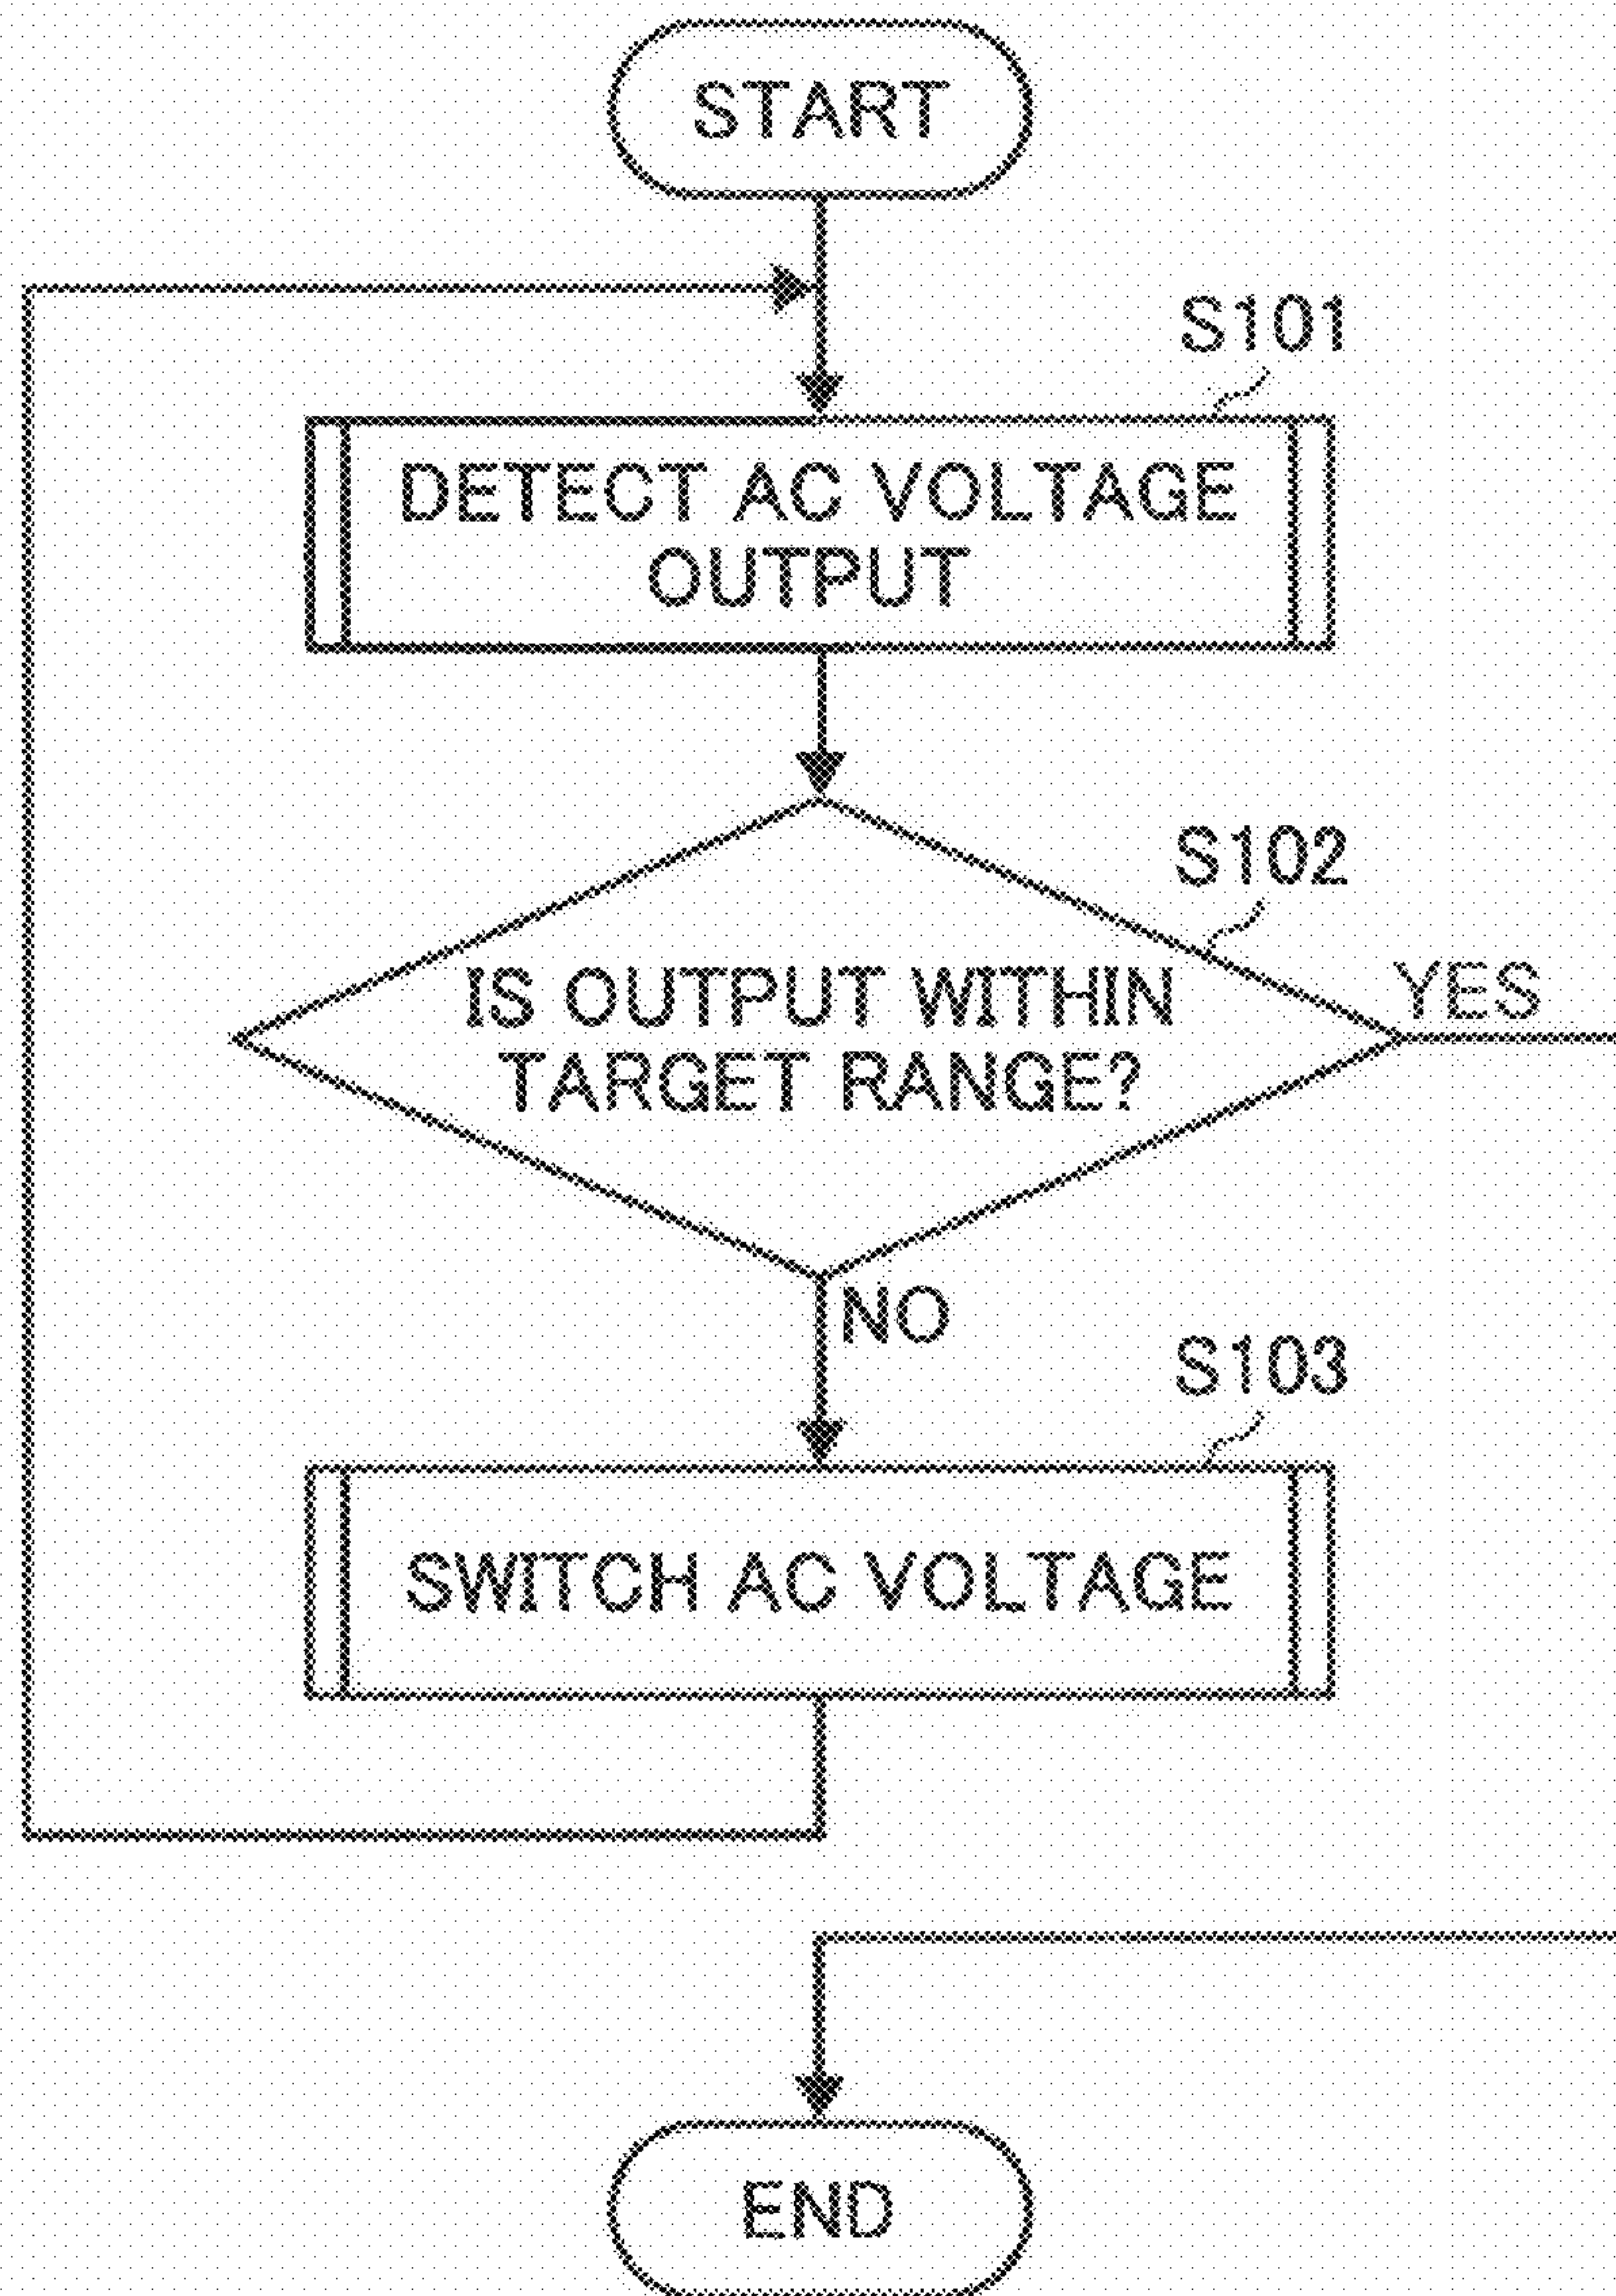 START
S101
DETECT AC VOLTAGE
OUTPUT
S102
IS OUTPUT WITHIN
TARGET RANGE?
YES
NO
S103
SWITCH AC VOLTAGE
END